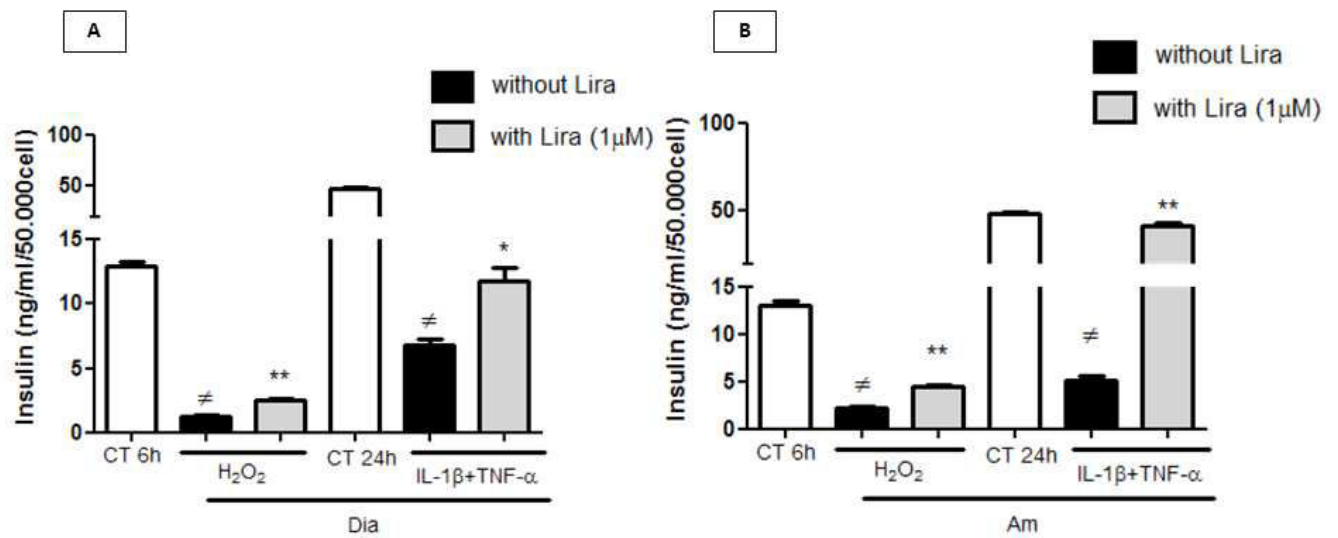 A
without Lira
with Lira (1μM)
Insulin (ng/ml/50.000cell)
100
50
15
10
5
0
≠
**
≠
*
CT 6h
H₂O₂
CT 24h
IL-1β+TNF-α
Dia
B
without Lira
with Lira (1μM)
Insulin (ng/ml/50.000cell)
100
50
15
10
5
0
≠
**
≠
**
CT 6h
H₂O₂
CT 24h
IL-1β+TNF-α
Am